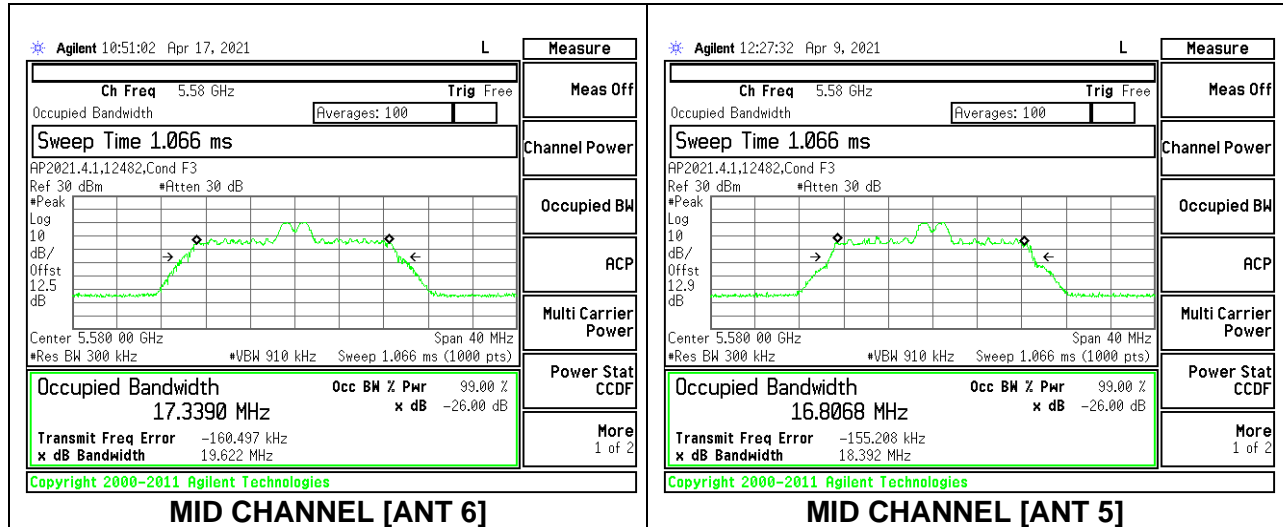 Agilent 10:51:02 Apr 17, 2021 L
Measure
Ch Freq 5.58 GHz Trig Free
Meas Off
Occupied Bandwidth Averages: 100
Sweep Time 1.066 ms
Channel Power
AP2021.4.1,12482,Cond F3
Ref 30 dBm #Atten 30 dB
#Peak
Log
10
dB/
Offst
12.5
dB
Occupied BW
ACP
Multi Carrier
Power
Center 5.580 00 GHz Span 40 MHz
#Res BW 300 kHz #VBW 910 kHz Sweep 1.066 ms (1000 pts)
Power Stat
CCDF
Occupied Bandwidth Occ BW % Pwr 99.00 %
17.3390 MHz x dB -26.00 dB
Transmit Freq Error -160.497 kHz
x dB Bandwidth 19.622 MHz
More
1 of 2
Copyright 2000-2011 Agilent Technologies
MID CHANNEL [ANT 6]
Agilent 12:27:32 Apr 9, 2021 L
Measure
Ch Freq 5.58 GHz Trig Free
Meas Off
Occupied Bandwidth Averages: 100
Sweep Time 1.066 ms
Channel Power
AP2021.4.1,12482,Cond F3
Ref 30 dBm #Atten 30 dB
#Peak
Log
10
dB/
Offst
12.9
dB
Occupied BW
ACP
Multi Carrier
Power
Center 5.580 00 GHz Span 40 MHz
#Res BW 300 kHz #VBW 910 kHz Sweep 1.066 ms (1000 pts)
Power Stat
CCDF
Occupied Bandwidth Occ BW % Pwr 99.00 %
16.8068 MHz x dB -26.00 dB
Transmit Freq Error -155.208 kHz
x dB Bandwidth 18.392 MHz
More
1 of 2
Copyright 2000-2011 Agilent Technologies
MID CHANNEL [ANT 5]